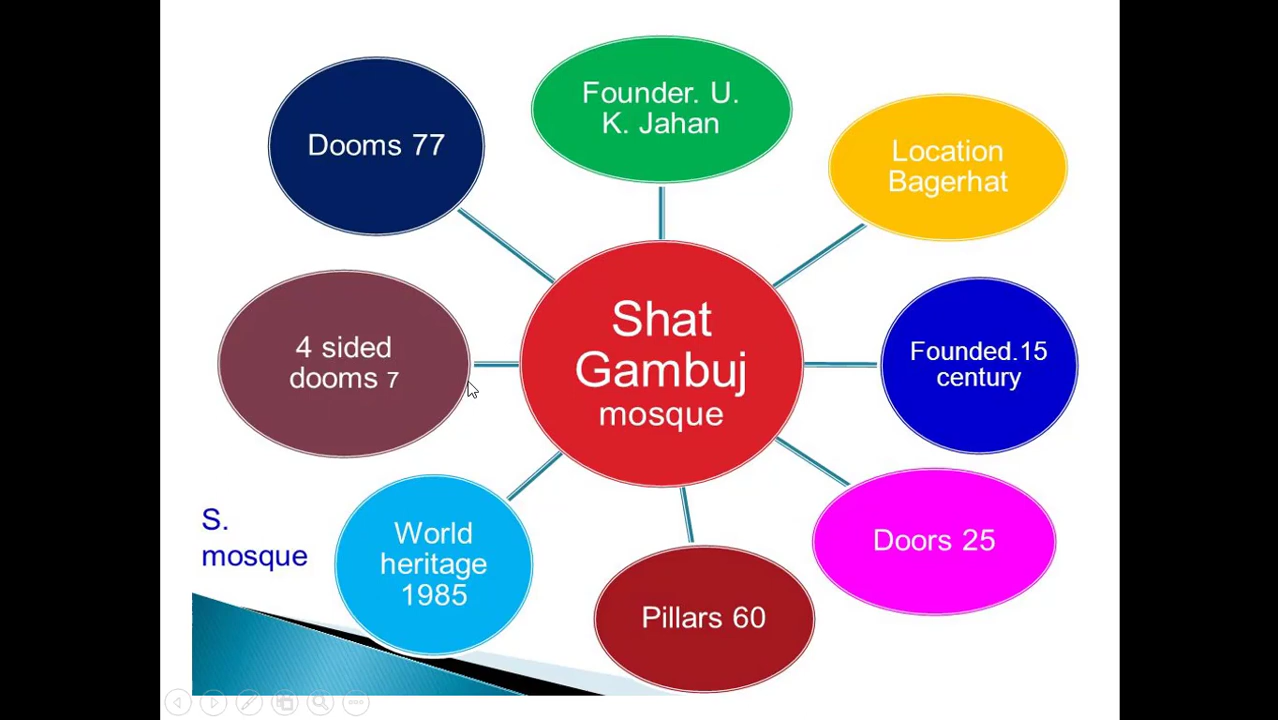 Dooms 77
Founder. U.
K. Jahan
Location
Bagerhat
4 sided
dooms 7
Shat
Gambuj
mosque
Founded.15
century
S.
mosque
World
heritage
1985
Pillars 60
Doors 25